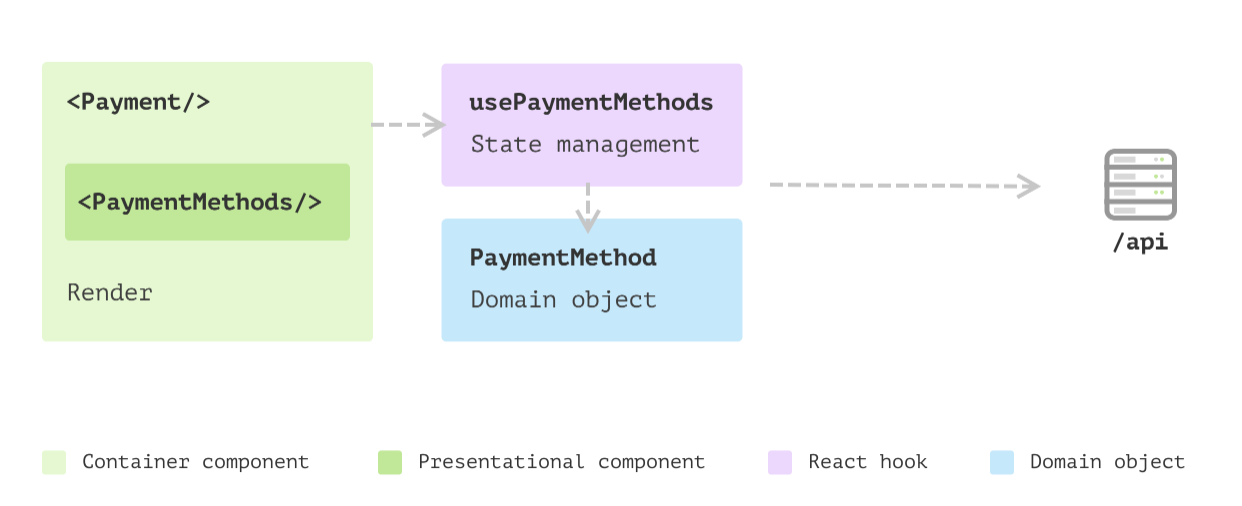 <Payment/>
<PaymentMethods/>
Render
usePaymentMethods
State management
PaymentMethod
Domain object
/api
Container component
Presentational component
React hook
Domain object